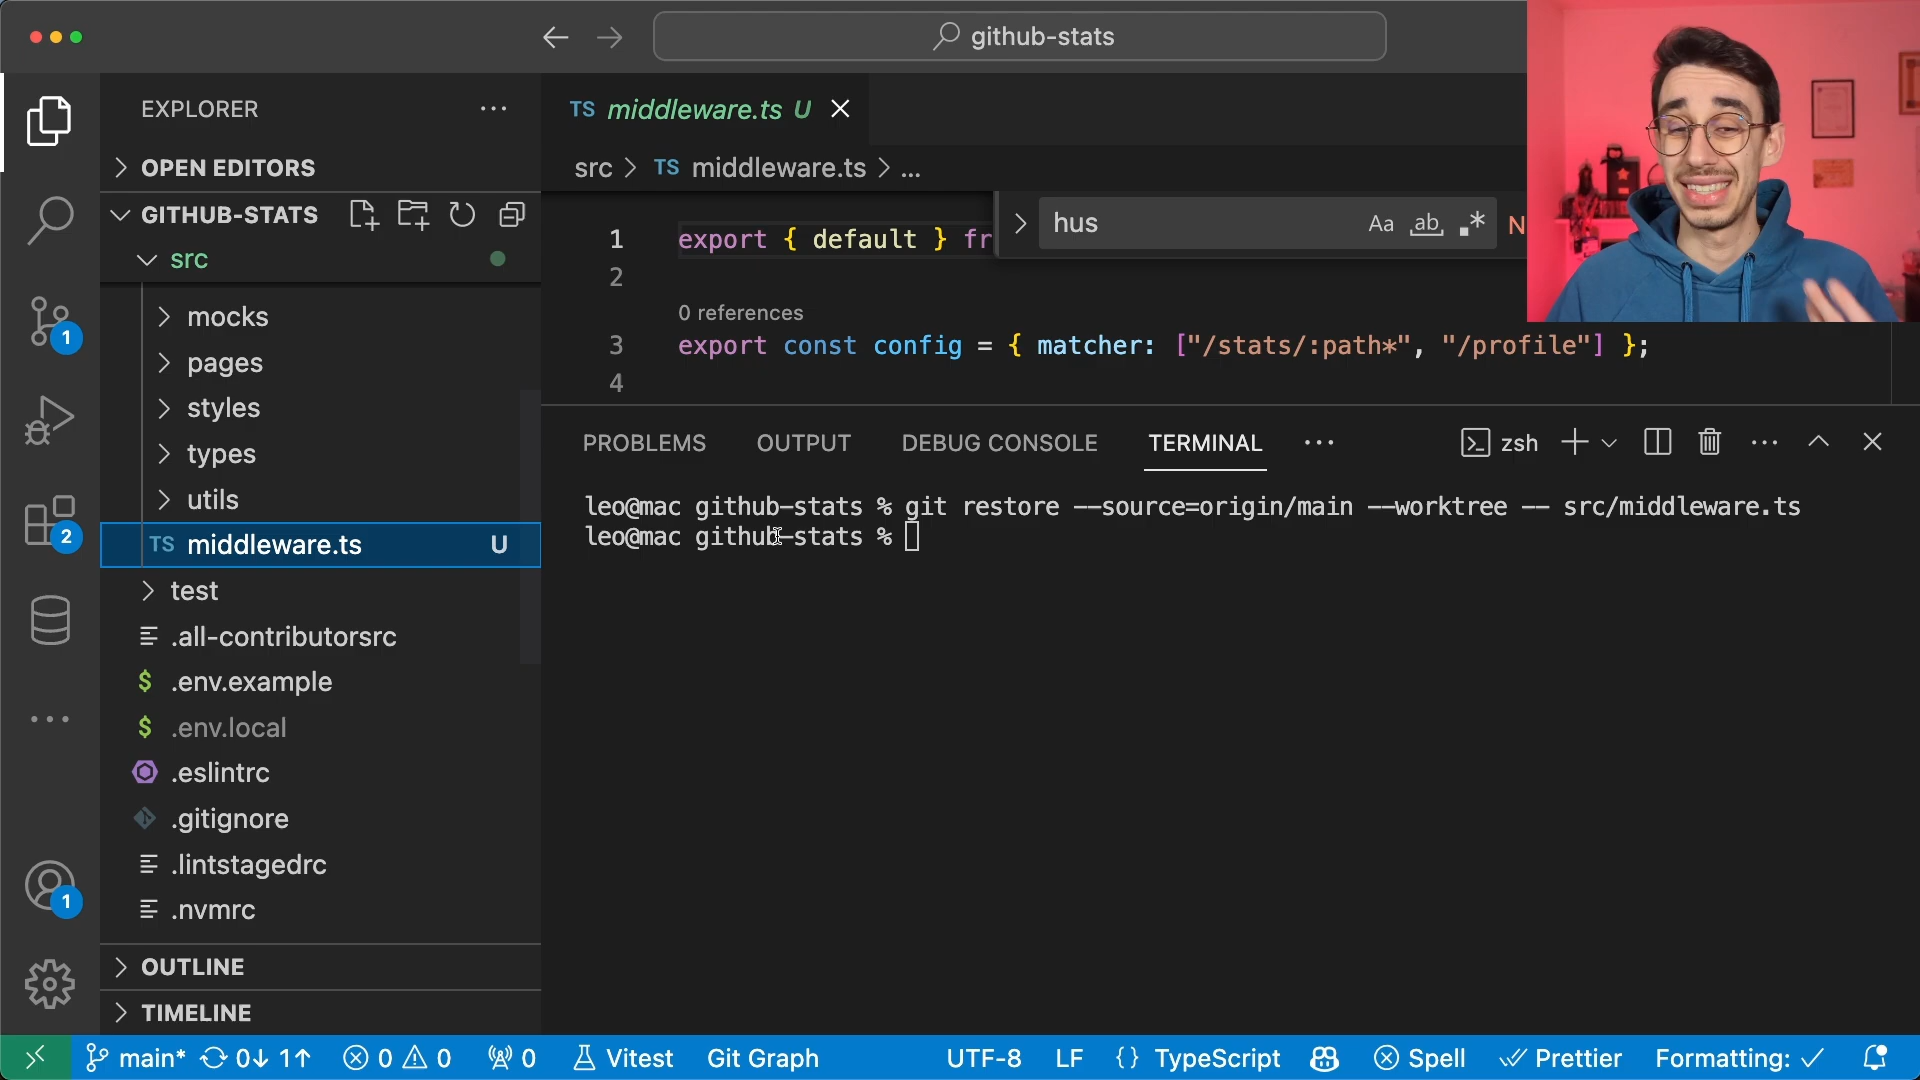 github-stats
EXPLORER
OPEN EDITORS
GITHUB-STATS
src
mocks
pages
styles
types
utils
TS middleware.ts U
test
.all-contributorsrc
$ .env.example
$ .env.local
.eslintrc
.gitignore
.lintstagedrc
.nvmrc
OUTLINE
TIMELINE
1
2
1
TS middleware.ts U
src > TS middleware.ts > ...
hus Aa ab .* N
1 export { default } fr
2
0 references
3 export const config = { matcher: ["/stats/:path*", "/profile"] };
4
PROBLEMS OUTPUT DEBUG CONSOLE TERMINAL zsh
leo@mac github-stats % git restore --source=origin/main --worktree -- src/middleware.ts
leo@mac github-stats %
main* 0↓ 1↑ 0 0 0 Vitest Git Graph UTF-8 LF {} TypeScript Spell Prettier Formatting: ✓